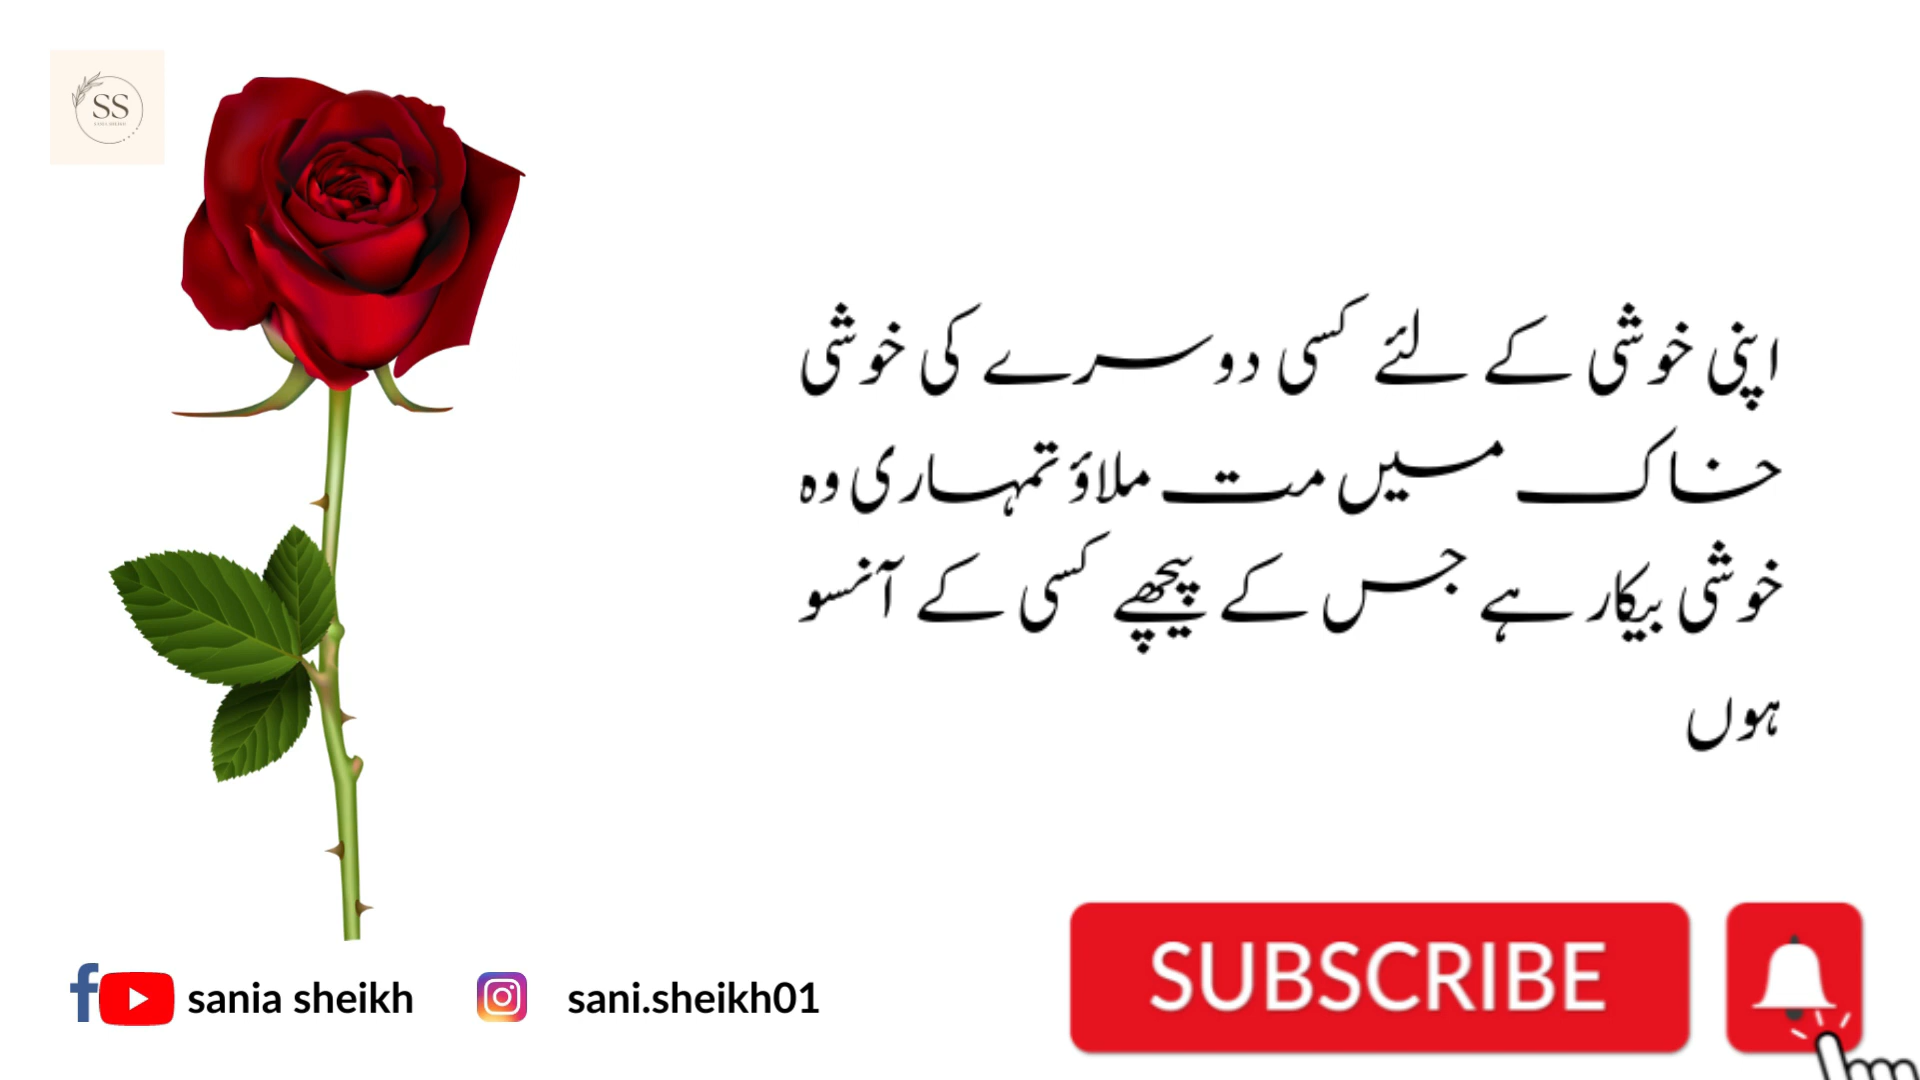 SS
اپنی خوشی کے لئے کسی دوسرے کی خوشی
خاک میں مت ملاؤ تمہاری وہ
خوشی بیکار ہے جس کے پیچھے کسی کے آنسو
ہوں
SUBSCRIBE
sania sheikh
sani.sheikh01